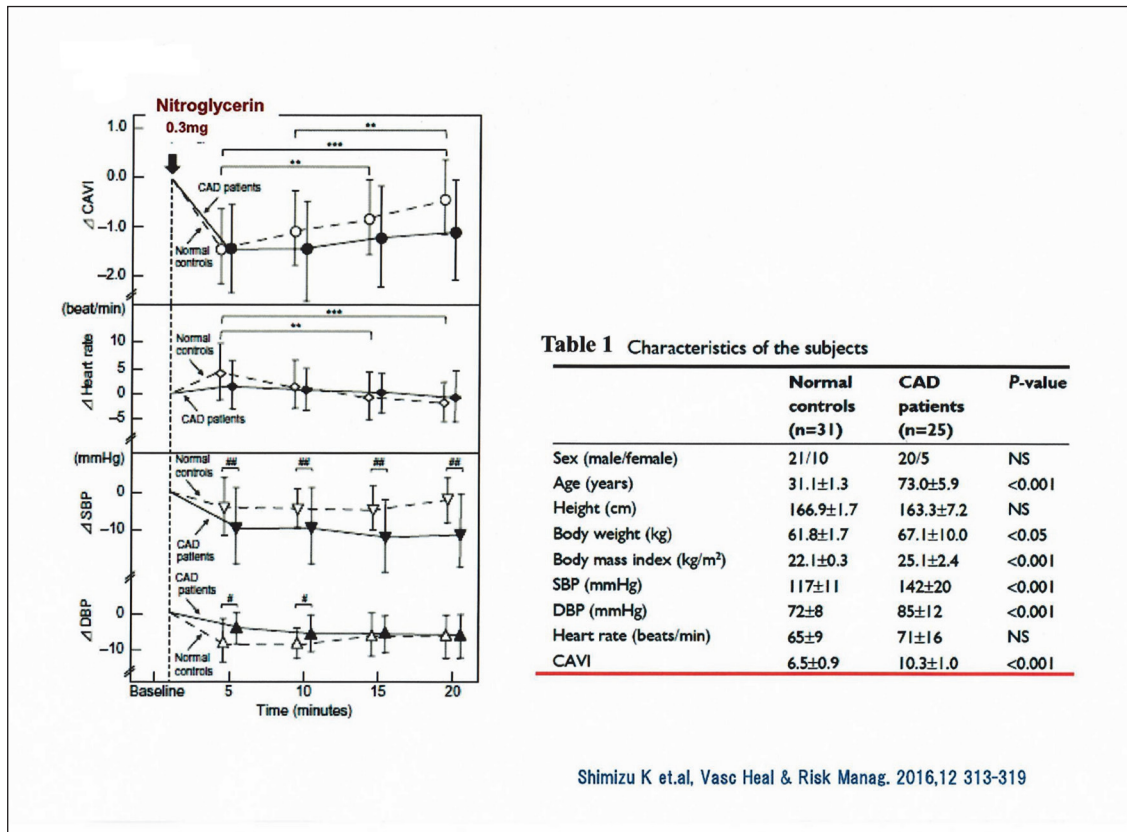 Nitroglycerin
0.3mg
1.0
0.0
–1.0
–2.0
⊿ CAVI
**
***
**
CAD patients
Normal
controls
(beat/min)
10
5
0
–5
⊿ Heart rate
***
**
Normal
controls
CAD patients
(mmHg)
0
–10
⊿ SBP
Normal
controls
## ## ## ##
CAD
patients
CAD
patients
0
–10
⊿ DBP
# #
Normal
controls
Baseline 5 10 15 20
Time (minutes)
Table 1 Characteristics of the subjects
Normal controls (n=31) CAD patients (n=25) P-value
Sex (male/female) 21/10 20/5 NS
Age (years) 31.1±1.3 73.0±5.9 <0.001
Height (cm) 166.9±1.7 163.3±7.2 NS
Body weight (kg) 61.8±1.7 67.1±10.0 <0.05
Body mass index (kg/m²) 22.1±0.3 25.1±2.4 <0.001
SBP (mmHg) 117±11 142±20 <0.001
DBP (mmHg) 72±8 85±12 <0.001
Heart rate (beats/min) 65±9 71±16 NS
CAVI 6.5±0.9 10.3±1.0 <0.001
Shimizu K et.al, Vasc Heal & Risk Manag. 2016,12 313-319